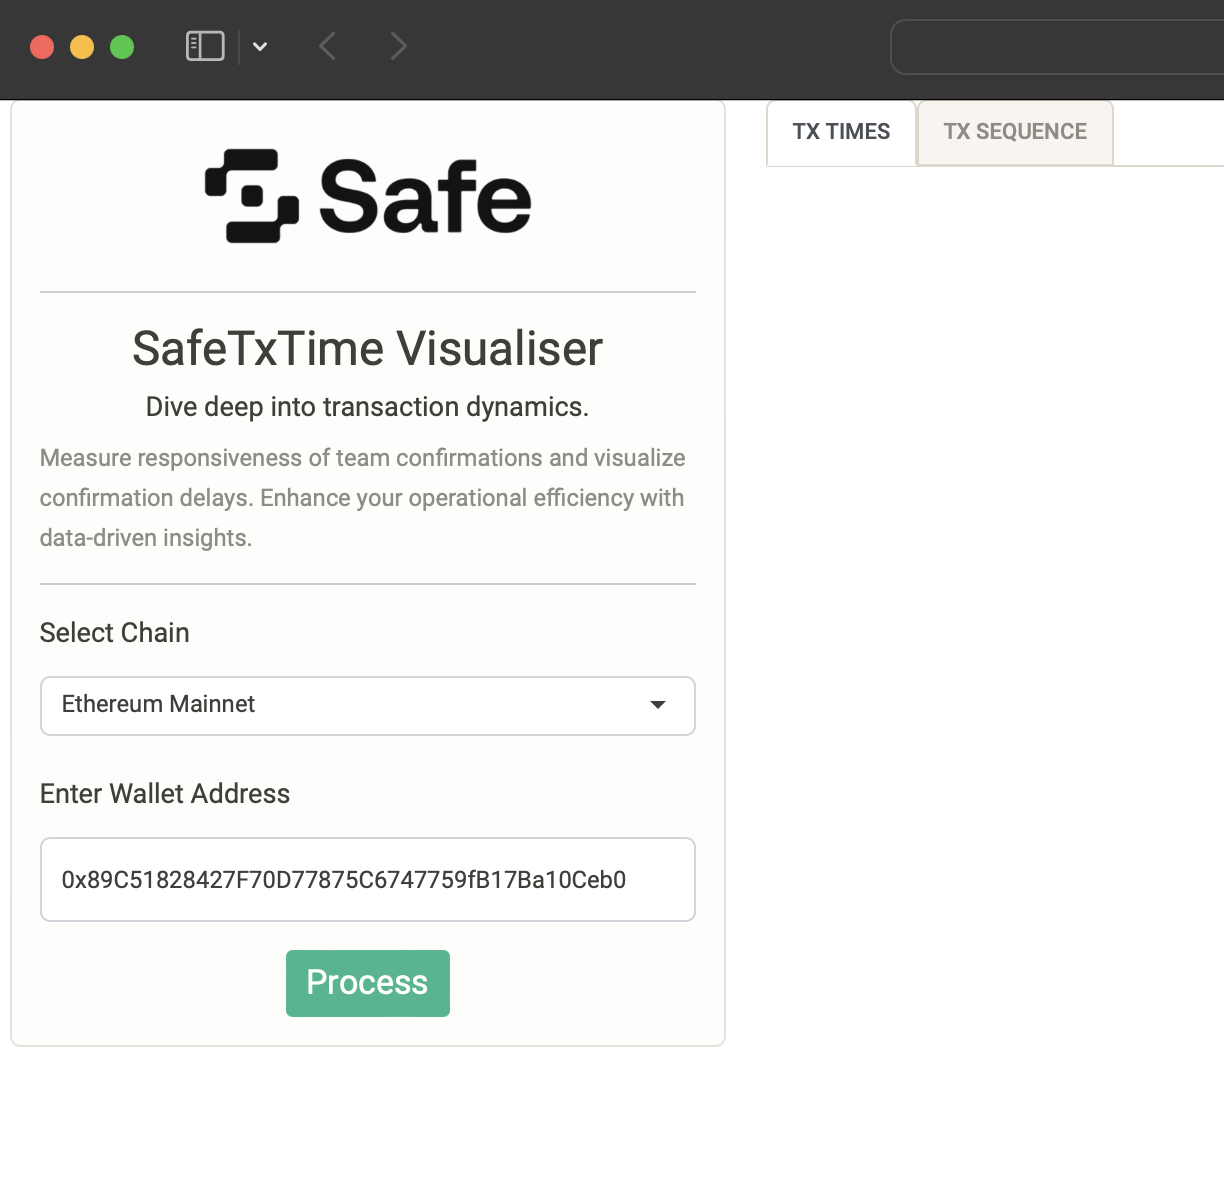 Safe
SafeTxTime Visualiser
Dive deep into transaction dynamics.
Measure responsiveness of team confirmations and visualize
confirmation delays. Enhance your operational efficiency with
data-driven insights.
Select Chain
Ethereum Mainnet
Enter Wallet Address
0x89C51828427F70D77875C6747759fB17Ba10Ceb0
Process
TX TIMES
TX SEQUENCE